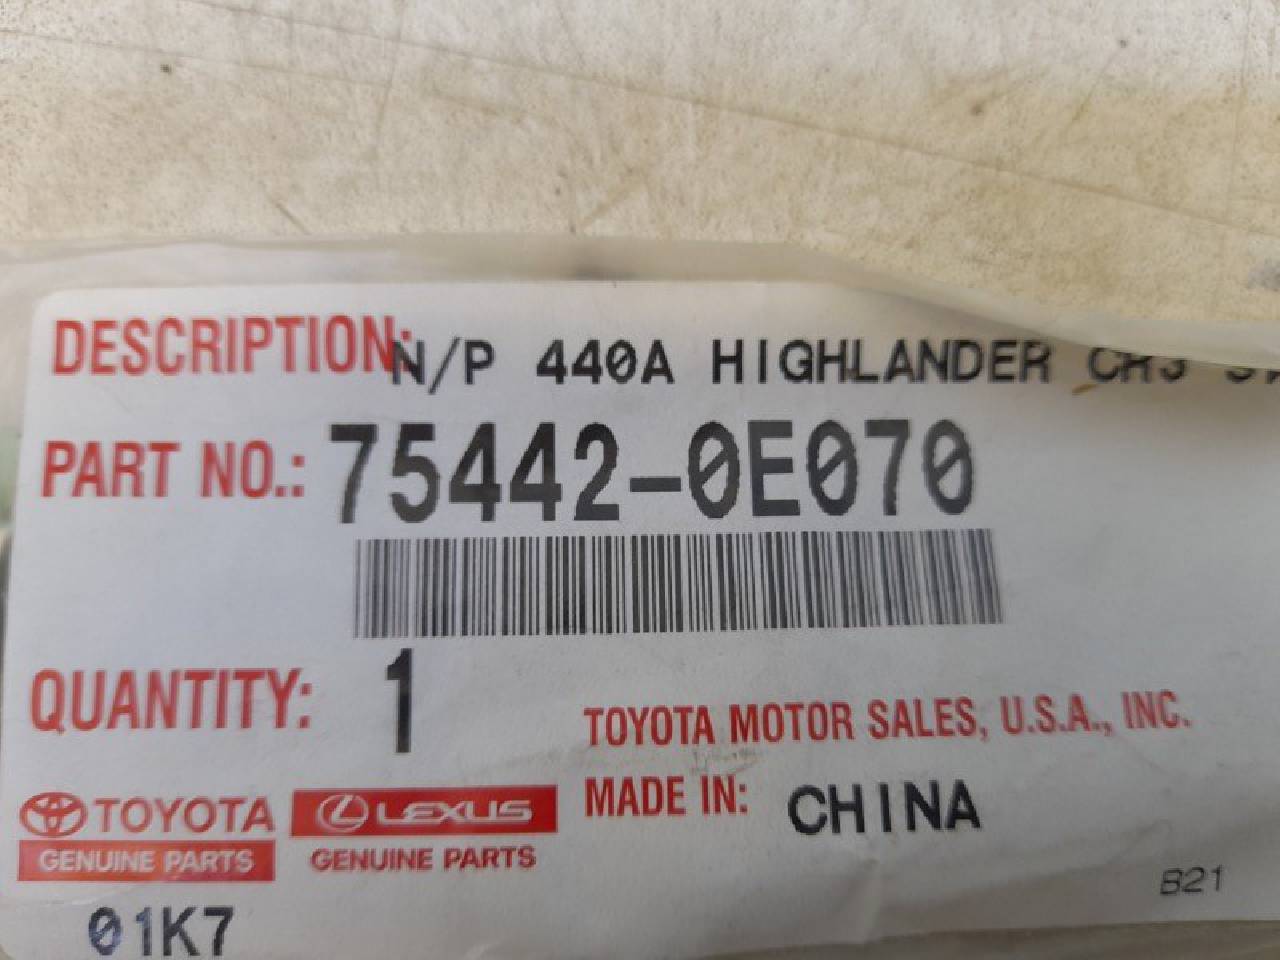 DESCRIPTION: N/P 440A HIGHLANDER CR3
PART NO.: 75442-0E070
QUANTITY: 1
TOYOTA MOTOR SALES, U.S.A., INC.
MADE IN: CHINA
TOYOTA
GENUINE PARTS
LEXUS
GENUINE PARTS
B21
01K7